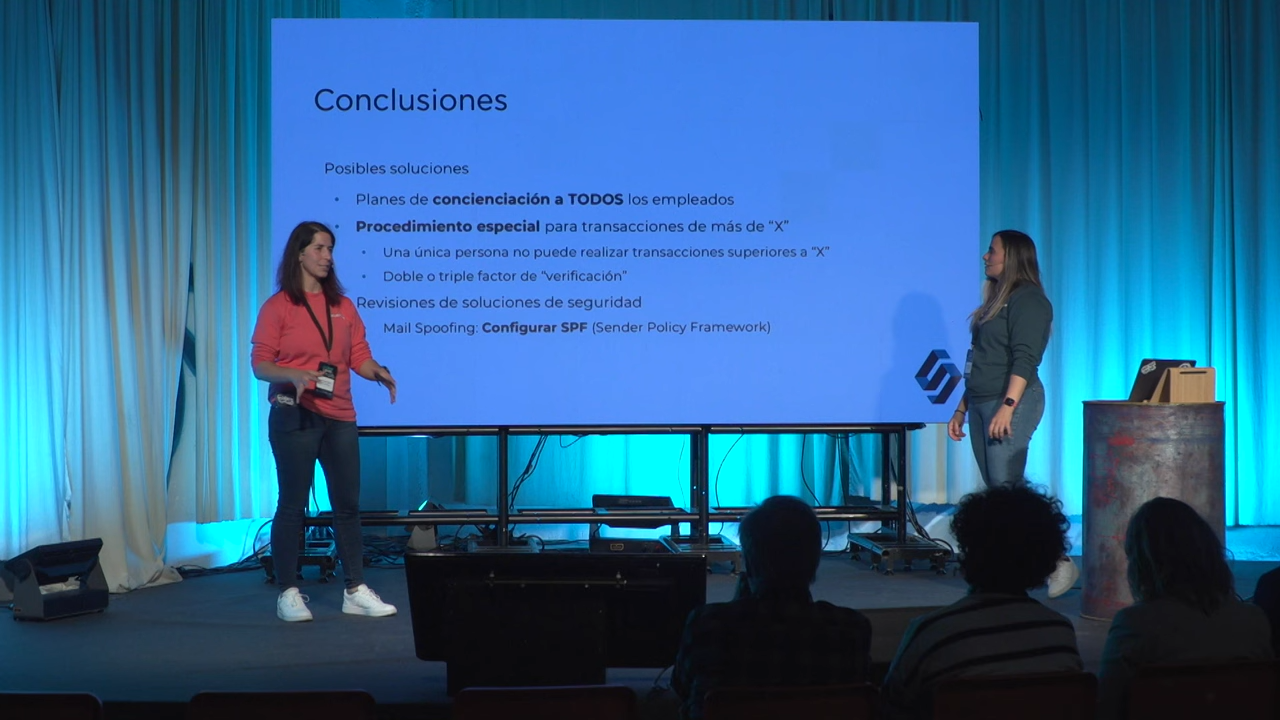 Conclusiones
Posibles soluciones
• Planes de concienciación a TODOS los empleados
• Procedimiento especial para transacciones de más de “X”
• Una única persona no puede realizar transacciones superiores a “X”
• Doble o triple factor de “verificación”
Revisiones de soluciones de seguridad
Mail Spoofing: Configurar SPF (Sender Policy Framework)